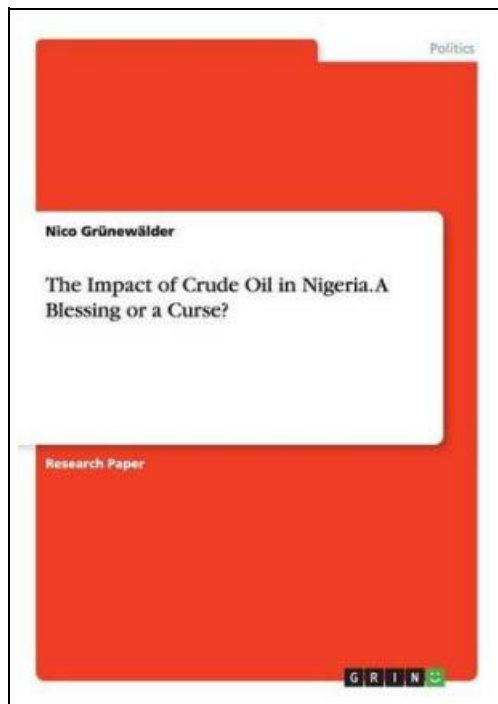 Politics
Nico Grünewälder
The Impact of Crude Oil in Nigeria. A
Blessing or a Curse?
Research Paper
GRIN